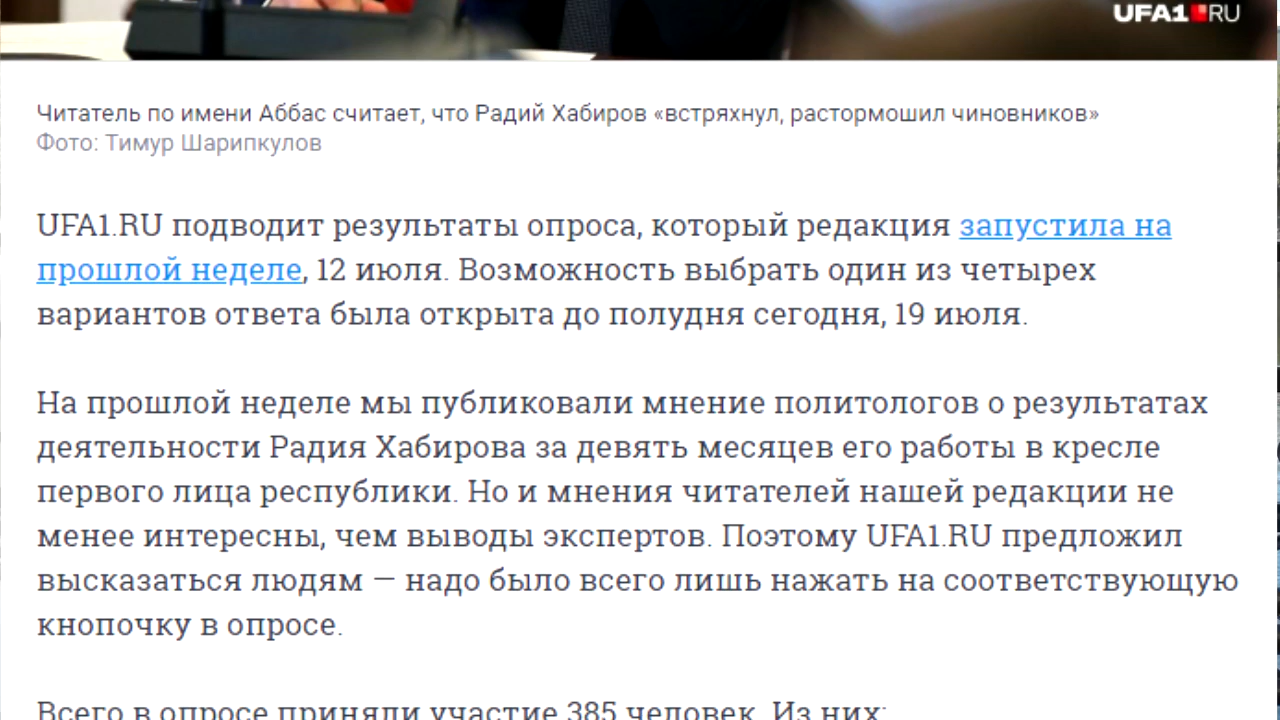 UFA1 RU
Читатель по имени Аббас считает, что Радий Хабиров «встряхнул, растормошил чиновников»
Фото: Тимур Шарипкулов
UFA1.RU подводит результаты опроса, который редакция запустила на
прошлой неделе, 12 июля. Возможность выбрать один из четырех
вариантов ответа была открыта до полудня сегодня, 19 июля.
На прошлой неделе мы публиковали мнение политологов о результатах
деятельности Радия Хабирова за девять месяцев его работы в кресле
первого лица республики. Но и мнения читателей нашей редакции не
менее интересны, чем выводы экспертов. Поэтому UFA1.RU предложил
высказаться людям — надо было всего лишь нажать на соответствующую
кнопочку в опросе.
Всего в опросе приняли участие 385 человек. Из них: